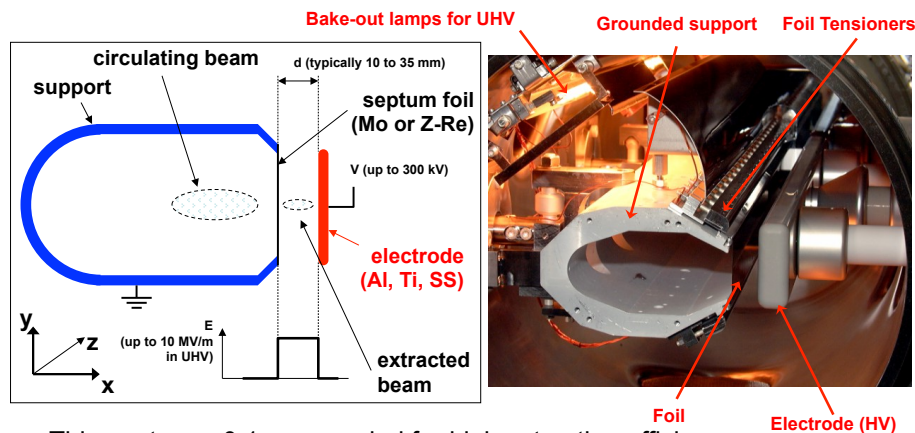 Bake-out lamps for UHV
Grounded support
Foil Tensioners
circulating beam
d (typically 10 to 35 mm)
support
septum foil
(Mo or Z-Re)
V (up to 300 kV)
electrode
(Al, Ti, SS)
y
z
x
E
(up to 10 MV/m
in UHV)
extracted
beam
Foil
Electrode (HV)